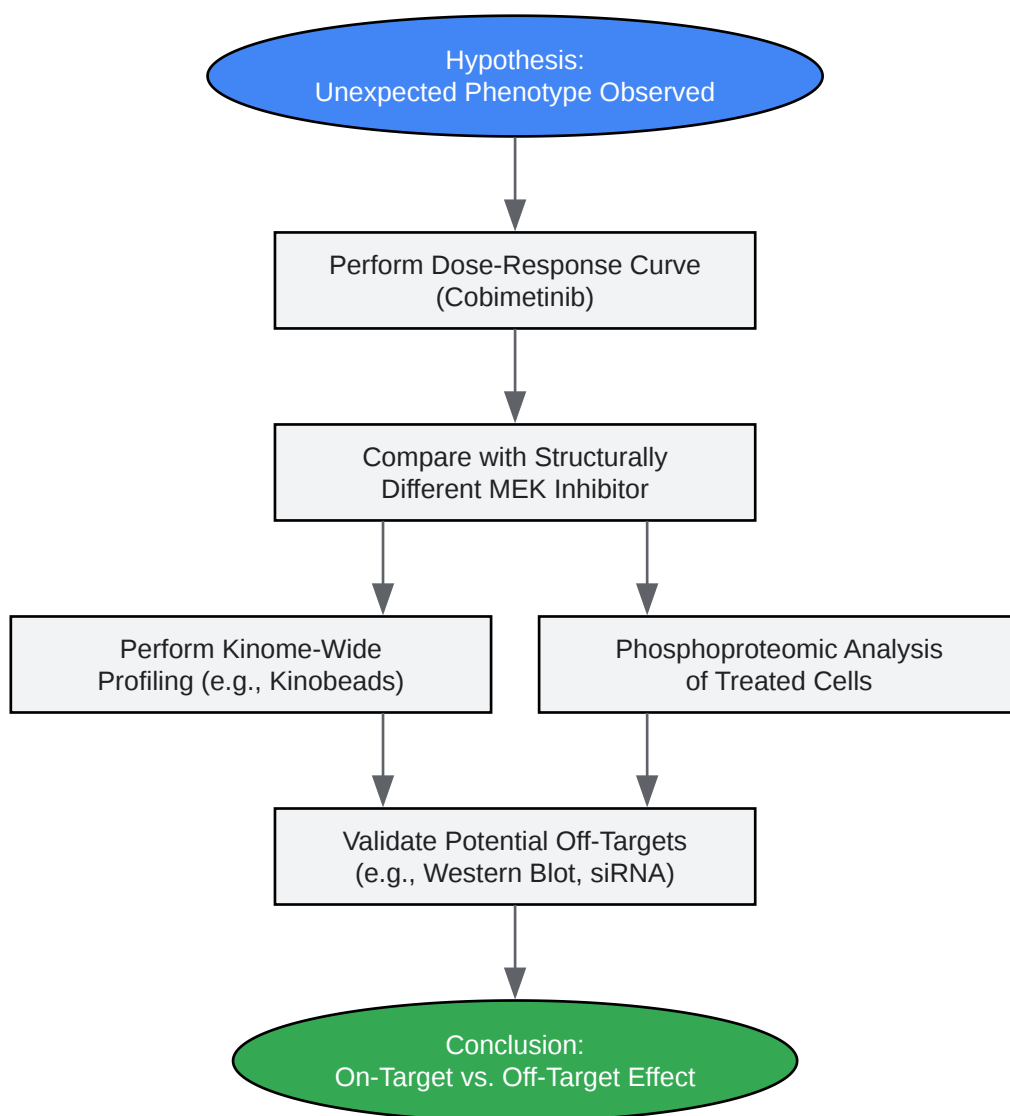 Hypothesis:
Unexpected Phenotype Observed
Perform Dose-Response Curve
(Cobimetinib)
Compare with Structurally
Different MEK Inhibitor
Perform Kinome-Wide
Profiling (e.g., Kinobeads)
Phosphoproteomic Analysis
of Treated Cells
Validate Potential Off-Targets
(e.g., Western Blot, siRNA)
Conclusion:
On-Target vs. Off-Target Effect